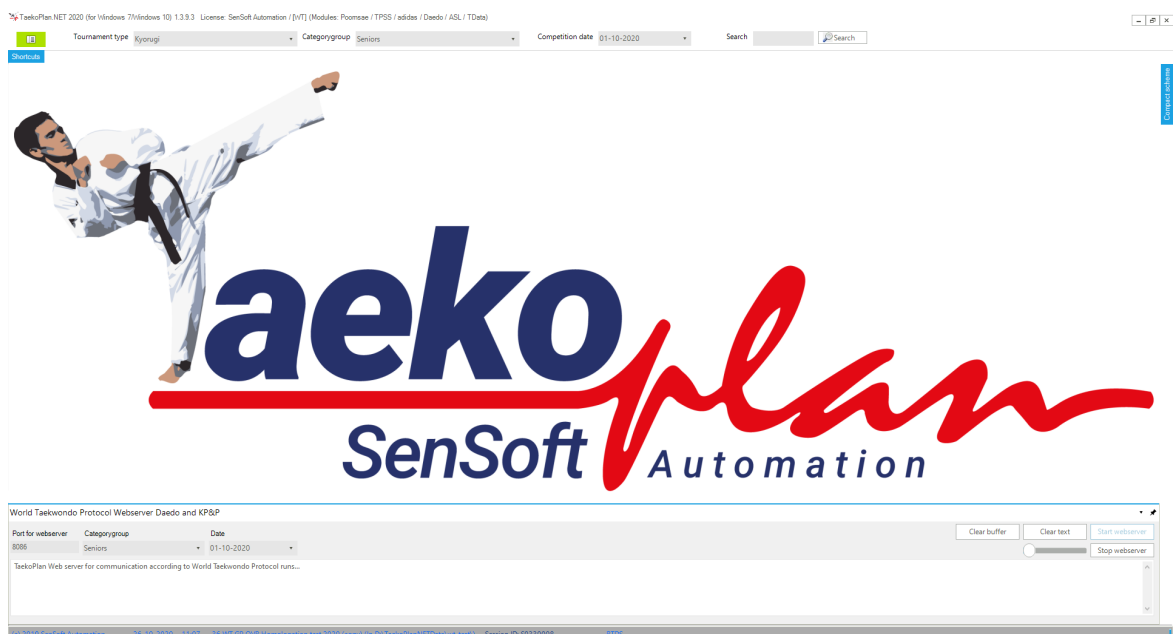 TaekoPlan.NET 2020 (for Windows 7/Windows 10) 1.3.9.3 License: SenSoft Automation / [WT] (Modules: Poomsae / TPSS / adidas / Daedo / ASL / TData)
Tournament type Kyorugi Categorygroup Seniors Competition date 01-10-2020 Search Search
Shortcuts
Compact scheme
aeko plan
SenSoft Automation
World Taekwondo Protocol Webserver Daedo and KP&P
Port for webserver Categorygroup Date Clear buffer Clear text Start webserver
8086 Seniors 01-10-2020 Stop webserver
TaekoPlan Web server for communication according to World Taekwondo Protocol runs...